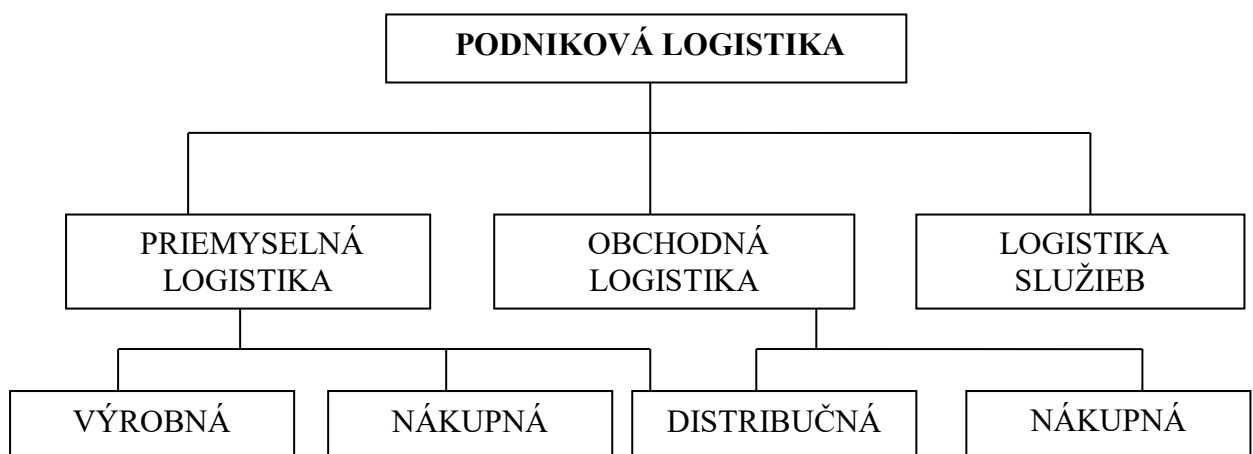 PODNIKOVÁ LOGISTIKA
PRIEMYSELNÁ
LOGISTIKA
OBCHODNÁ
LOGISTIKA
LOGISTIKA
SLUŽIEB
VÝROBNÁ
NÁKUPNÁ
DISTRIBUČNÁ
NÁKUPNÁ